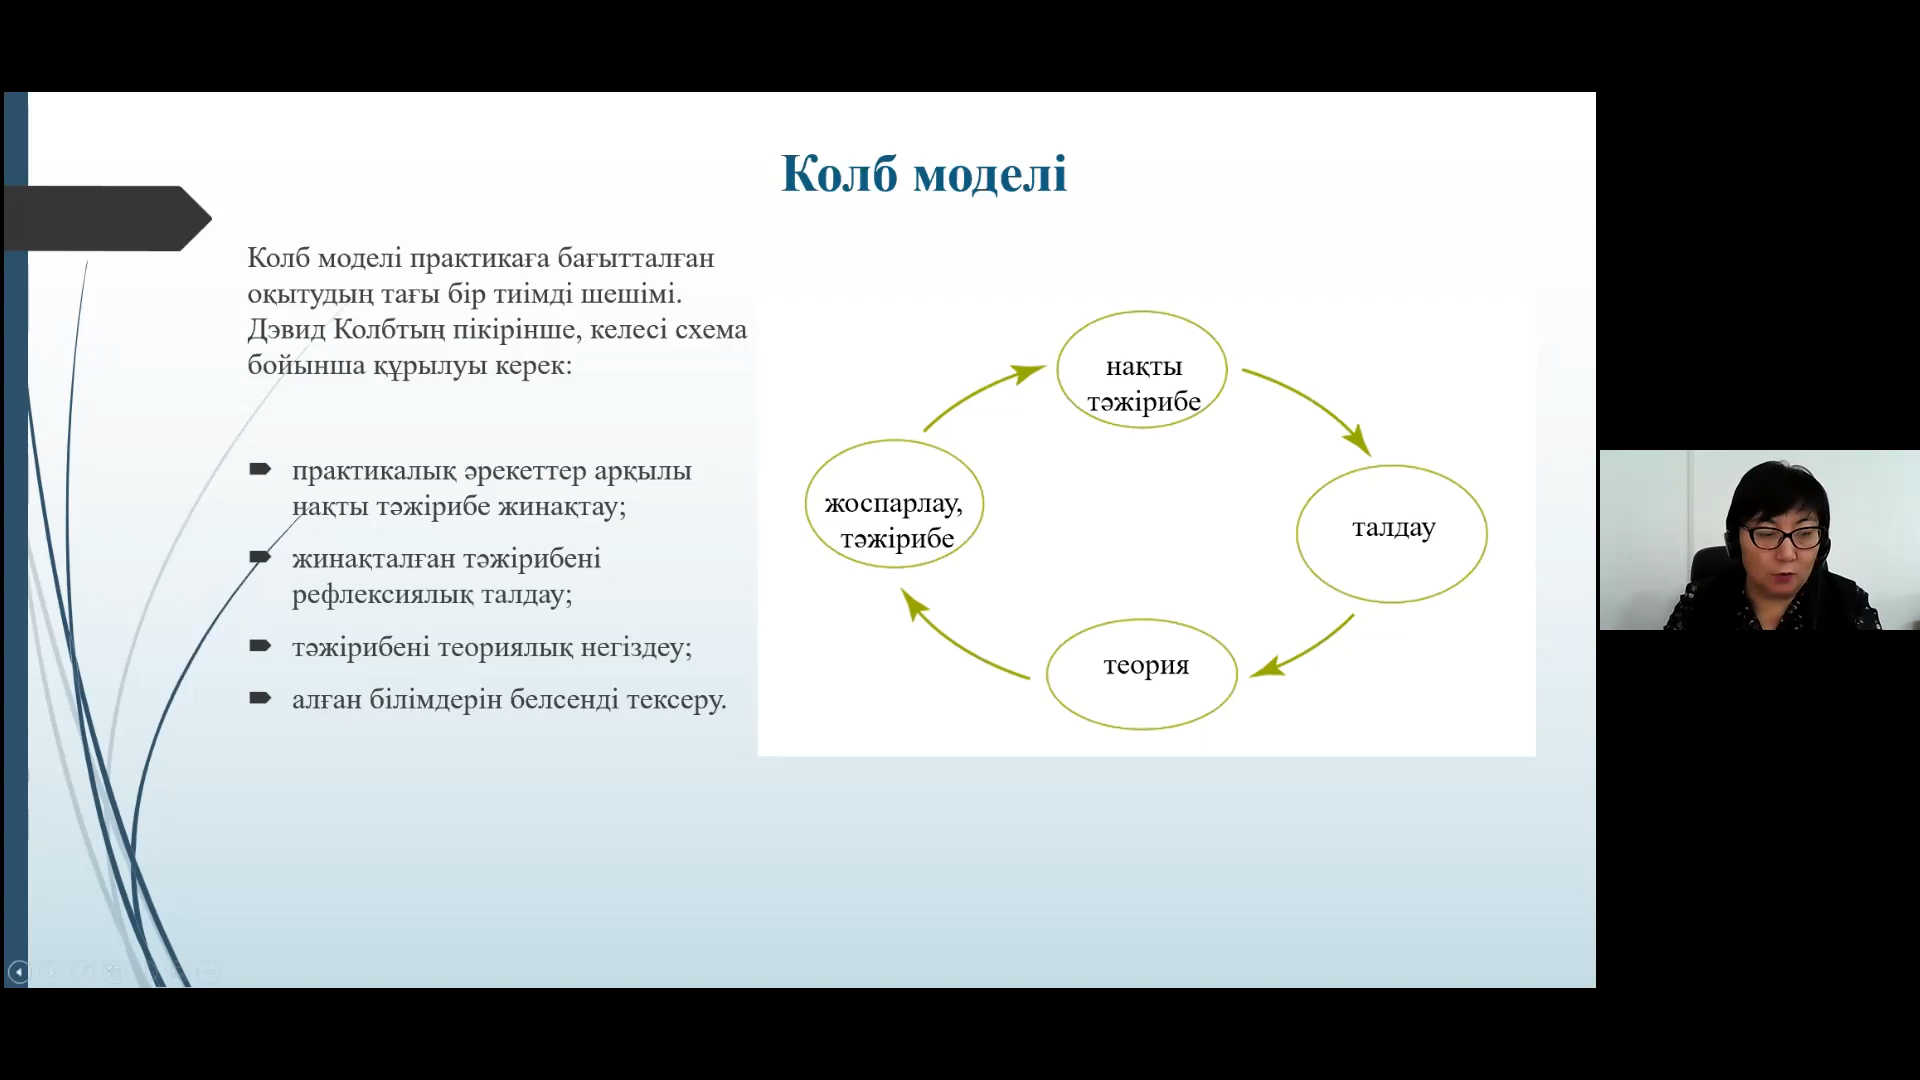 Колб моделі
Колб моделі практикаға бағытталған
оқытудың тағы бір тиімді шешімі.
Дэвид Колбтың пікірінше, келесі схема
бойынша құрылуы керек:
практикалық әрекеттер арқылы
нақты тәжірибе жинақтау;
жинақталған тәжірибені
рефлексиялық талдау;
тәжірибені теориялық негіздеу;
алған білімдерін белсенді тексеру.
нақты
тәжірибе
талдау
теория
жоспарлау,
тәжірибе